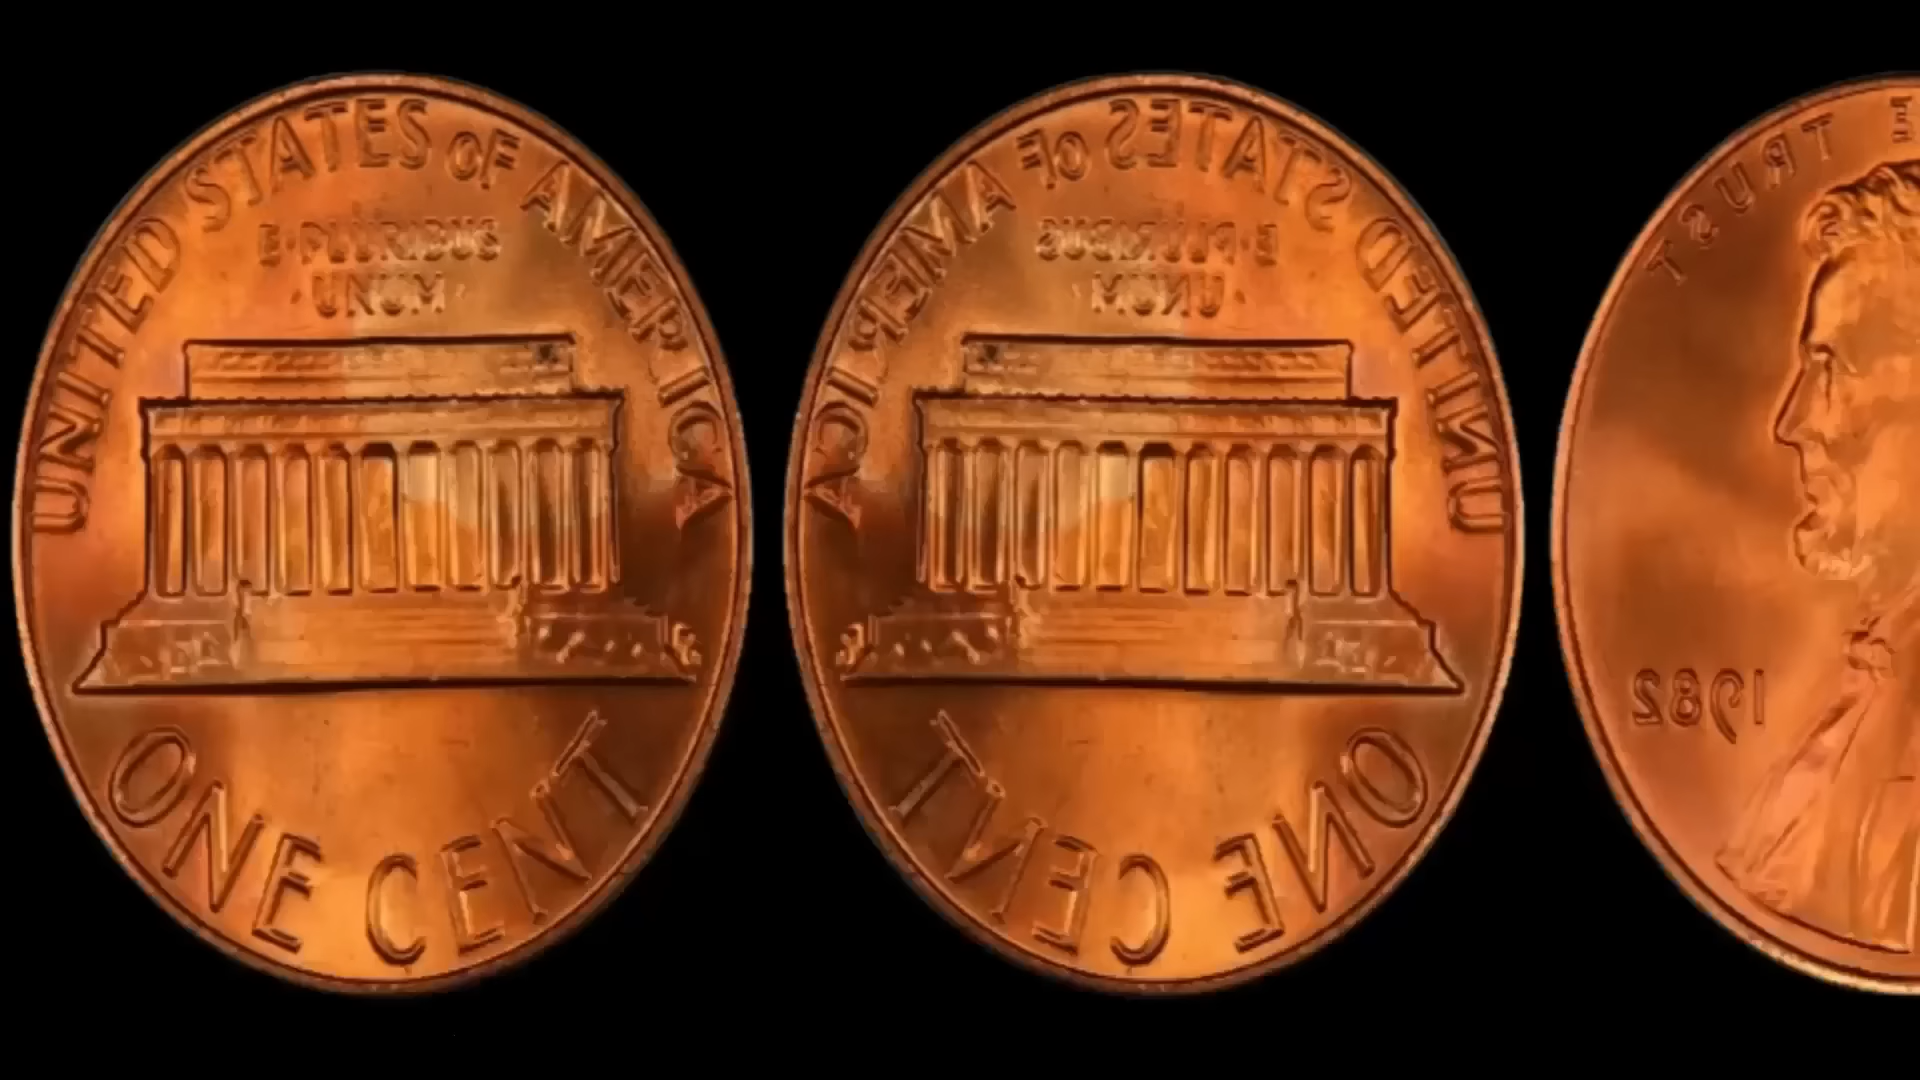 UNITED STATES OF AMERICA
E·PLURIBUS
·UNUM·
ONE CENT
UNITED STATES OF AMERICA
E·PLURIBUS
·UNUM·
ONE CENT
TRUST
1982